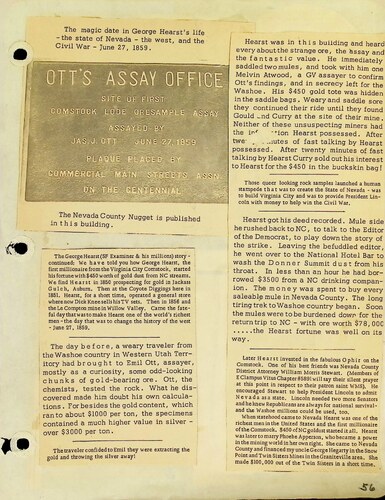 The magic date in George Hearst's life
- the state of Nevada - the west, and the
Civil War - June 27, 1859.
OTT'S ASSAY OFFICE
SITE OF FIRST
COMSTOCK LODE ORE SAMPLE ASSAY
ASSAYED BY
JAS. J. OTT JUNE 27 1859
PLAQUE PLACED BY
COMMERCIAL MAIN STREETS ASSN
ON THE CENTENNIAL
The Nevada County Nugget is published
in this building.
The George Hearst (SF Examiner & his millions) story -
continued: We have told you how George Hearst, the
first millionaire from the Virginia City Comstock, started
his fortune with $450 worth of gold dust from NC streams.
We find Hearst in 1850 prospecting for gold in Jackass
Gulch, Ashon. Then at the Coyote Diggings here in
1851. Hearst, for a short time, operated a general store
where now Dick Kneebeli's TV sets. Then in 1856 and
the Le Compton mine in Willow Valley. Came the fate-
ful day that was to make Hearst one of the world's richest
men - the day that was to change the history of the west
- June 27, 1859.
The day before, a weary traveler from
the Washoe country in Western Utah Terri-
tory had brought to Emil Ott, assayer,
mostly as a curiosity, some odd-looking
chunks of gold-bearing ore. Ott, the
chemist, tested the rock. What he dis-
covered made him doubt his own calcu-
lations. For besides the gold content, which
ran to about $1000 per ton, the specimens
contained a much higher value in silver -
over $3000 per ton.
The traveler confided to Emil they were extracting the
gold and throwing the silver away!
Hearst was in this building and heard
every about the strange ore, the assay and
the fantastic value. He immediately
saddled two mules, and took with him one
Melvin Atwood, a GV assayer to confirm
Ott's findings, and in secrecy left for the
Washoe. His $450 gold tote was hidden
in the saddle bags. Weary and saddle sore
they continued their ride until they found
Gould and Curry at the site of their mine.
Neither of these unsuspecting miners had
the Hearst possessed. After
of fast talking by Hearst
possessed. After twenty minutes of fast
talking by Hearst Curry sold out his interest
to Hearst for the $450 in the buckskin bag!
These queer looking rock samples launched a human
stampede that was to create the State of Nevada - was
to build Virginia City and was to provide President Lin-
coln with money to help win the Civil War.
Hearst got his deed recorded. Mule side
he rushed back to NC, to talk to the Editor
of the Democrat, to play down the story of
the strike. Leaving the befuddled editor,
he went over to the National Hotel Bar to
wash the Donner Summit dust from his
throat. In less than an hour he had bor-
rowed $3500 from a NC drinking compan-
ion. The money was spent to buy every
saleable mule in Nevada County. The long
tiring trek to Washoe country began. Soon
the mules were to be burdened down for the
return trip to NC - with ore worth $78,000
.....the Hearst fortune was well on its
way.
Later Hearst invented in the fabulous Ophir on the
Comstock. One of his best friends was Nevada County
District Attorney William Morris Stewart. (Members of
E Clampus Vitus Chapter #5881 will say their silent prayer
at this point in respect to their patron saint Whig). Hearst
encouraged Stewart to help President Lincoln to admit
Nevada as a state. Lincoln needed two more Senators
and he knew Republicans are always for national survival -
and the Washoe millions could be used, too.
When statehood came to Nevada Hearst was one of the
richest men in the United States and the first millionaire
of the Comstock. $450 of NC gold dust started it all. Hearst
was later to marry Phoebe Apperson, who became a power
in the mining world in her own right. She came to Nevada
County and financed my uncle George Hegarty in the Snow
Point and Twin Sisters Mines in the Graniteville area. She
made $100,000 out of the Twin Sisters in a short time.
56